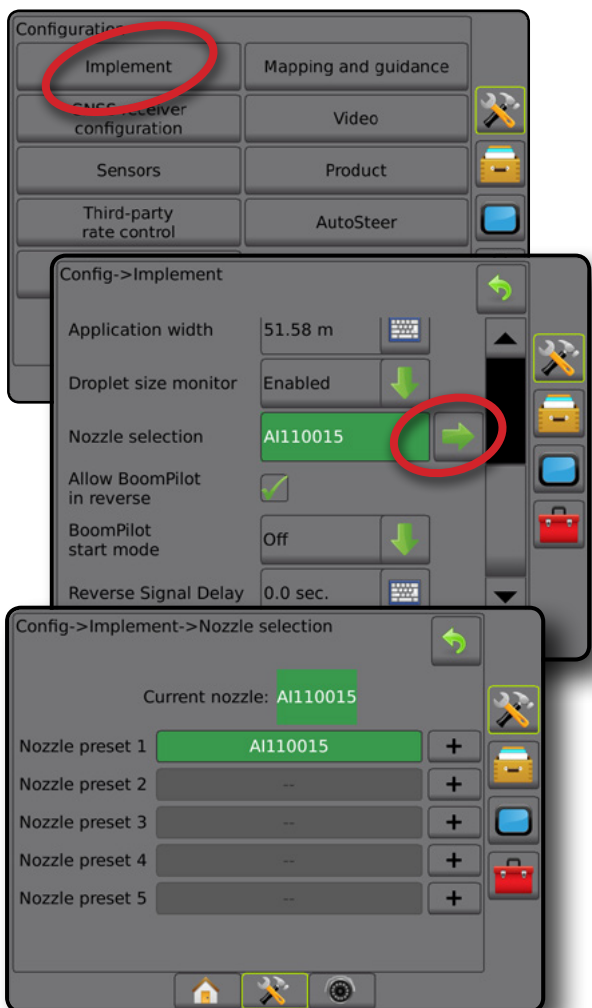 Configuration
Implement
Mapping and guidance
GNSS receiver
configuration
Video
Sensors
Product
Third-party
rate control
AutoSteer
Config->Implement
Application width
51.58 m
Droplet size monitor
Enabled
Nozzle selection
AI110015
Allow BoomPilot
in reverse
BoomPilot
start mode
Off
Reverse Signal Delay
0.0 sec.
Config->Implement->Nozzle selection
Current nozzle: AI110015
Nozzle preset 1 AI110015 +
Nozzle preset 2 -- +
Nozzle preset 3 -- +
Nozzle preset 4 -- +
Nozzle preset 5 -- +